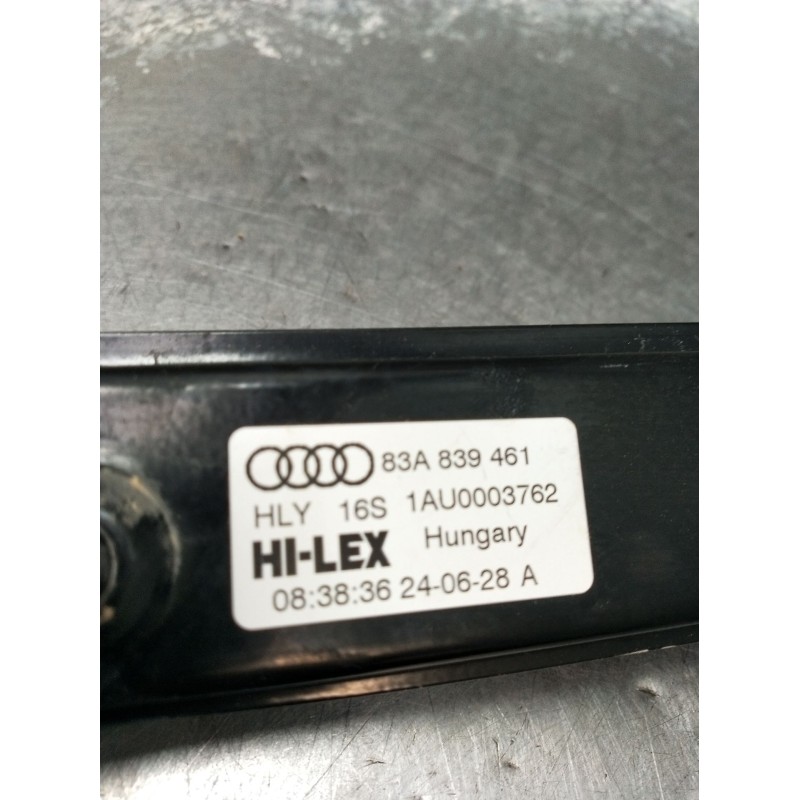 83A 839 461
HLY 16S 1AU0003762
HI-LEX Hungary
08:38:36 24-06-28 A